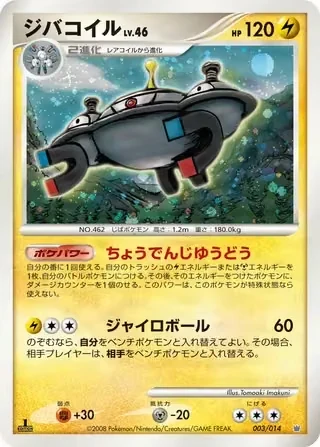 ジバコイル LV.46 HP 120
2進化 レアコイルから進化
NO.462 じばポケモン 高さ：1.2m 重さ：180.0kg
ポケパワー ちょうでんじゆうどう
自分の番に1回使える。自分のトラッシュのエネルギーまたはエネルギーを
1枚、自分のバトルポケモンにつける。その後、そのエネルギーをつけたポケモンに、
ダメージカウンターを1個のせる。このパワーは、このポケモンが特殊状態なら
使えない。
ジャイロボール 60
のぞむなら、自分をベンチポケモンと入れ替えてよい。その場合、
相手プレイヤーは、相手をベンチポケモンと入れ替える。
Illus.Tomoaki Imakuni
弱点 +30 抵抗力 -20 にげる
1 ©2008 Pokémon/Nintendo/Creatures/GAME FREAK. 003/014